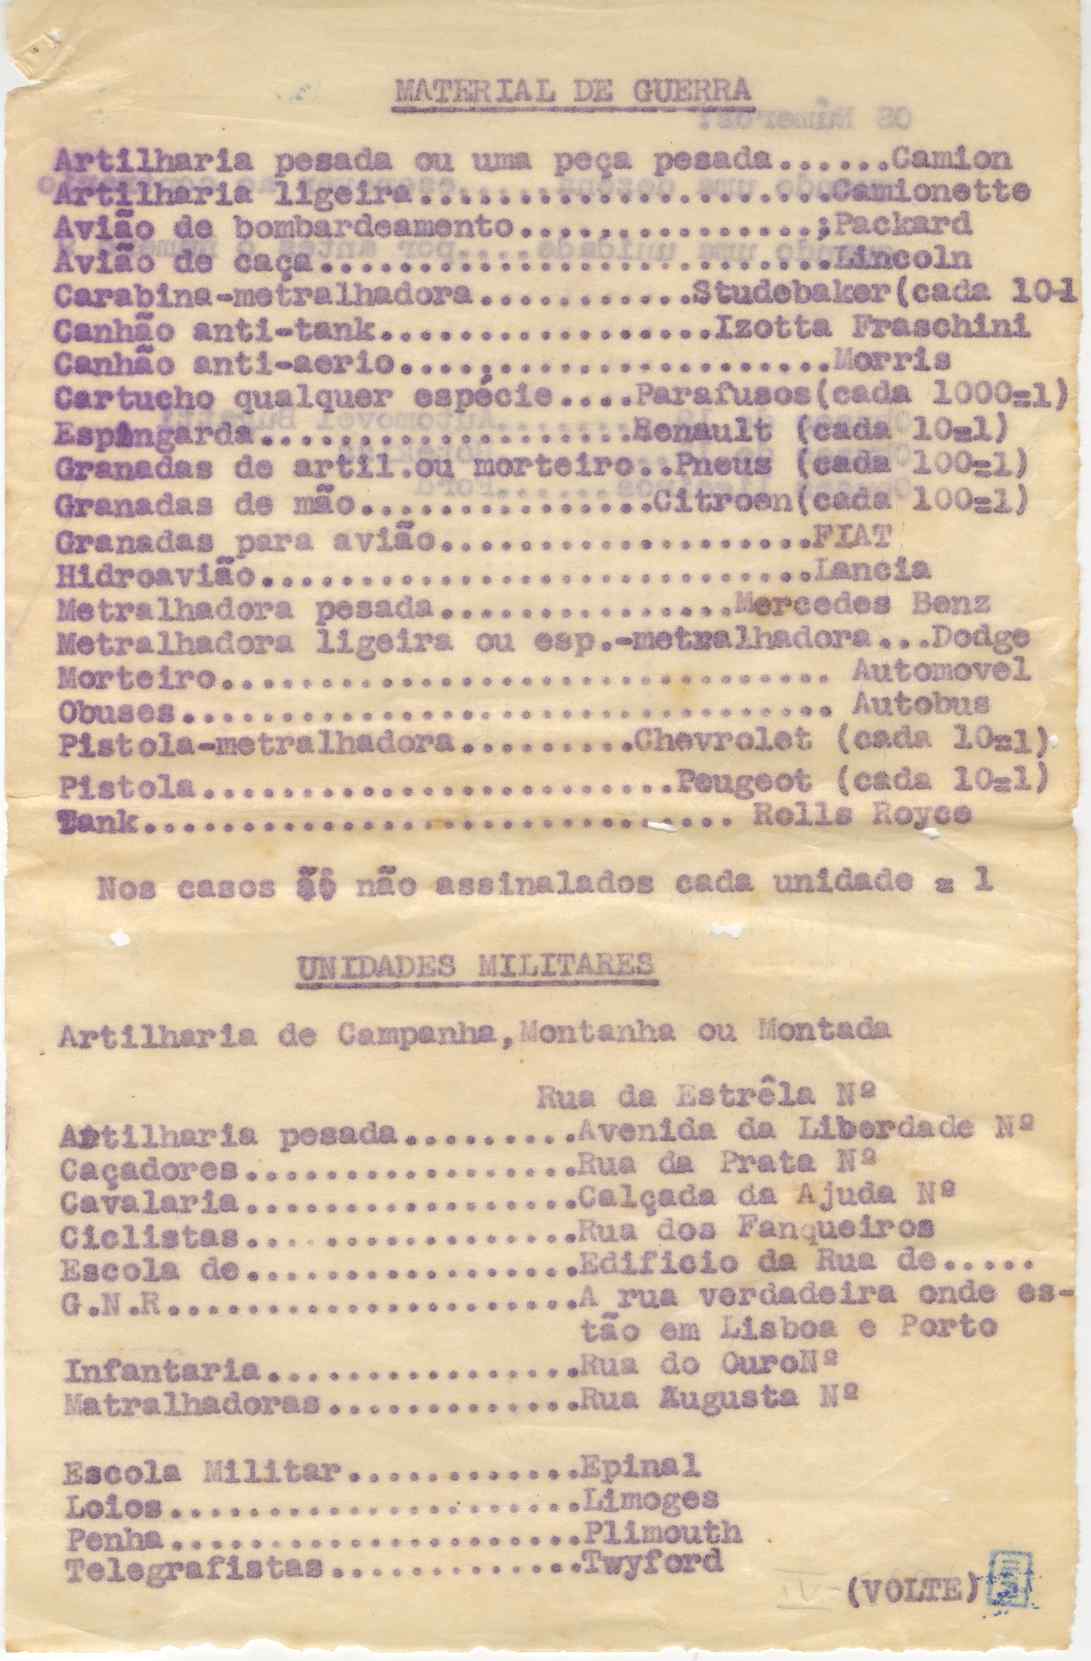 MATERIAL DE GUERRA
Artilharia pesada ou uma peça pesada......Camion
Artilharia ligeira.....................Camionette
Avião de bombardeamento...............;Packard
Avião de caça..........................Lincoln
Carabina-metralhadora...........Studebaker(cada 10-1
Canhão anti-tank.................Izotta Fraschini
Canhão anti-aerio......................Morris
Cartucho qualquer espécie....Parafusos(cada 1000=1)
Espingarda...................Renault (cada 10=1)
Granadas de artil.ou morteiro..Pneus (cada 100=1)
Granadas de mão...............Citroen(cada 100=1)
Granadas para avião...................FIAT
Hidroavião............................Lancia
Metralhadora pesada...............Mercedes Benz
Metralhadora ligeira ou esp.-metralhadora...Dodge
Morteiro............................... Automovel
Obuses................................. Autobus
Pistola-metralhadora.........Chevrolet (cada 10=1)
Pistola........................Peugeot (cada 10=1)
Tank.............................. Rolls Royce
Nos casos não assinalados cada unidade = 1
UNIDADES MILITARES
Artilharia de Campanha,Montanha ou Montada
Rua da Estrêla Nº
Artilharia pesada.........Avenida da Liberdade Nº
Caçadores.................Rua da Prata Nº
Cavalaria.................Calçada da Ajuda Nº
Ciclistas.................Rua dos Fanqueiros
Escola de.................Edificio da Rua de.....
G.N.R.....................A rua verdadeira onde es-
tão em Lisboa e Porto
Infantaria................Rua do OuroNº
Matralhadoras.............Rua Augusta Nº
Escola Militar............Epinal
Loios.....................Limoges
Penha.....................Plimouth
Telegrafistas.............Twyford
(VOLTE)